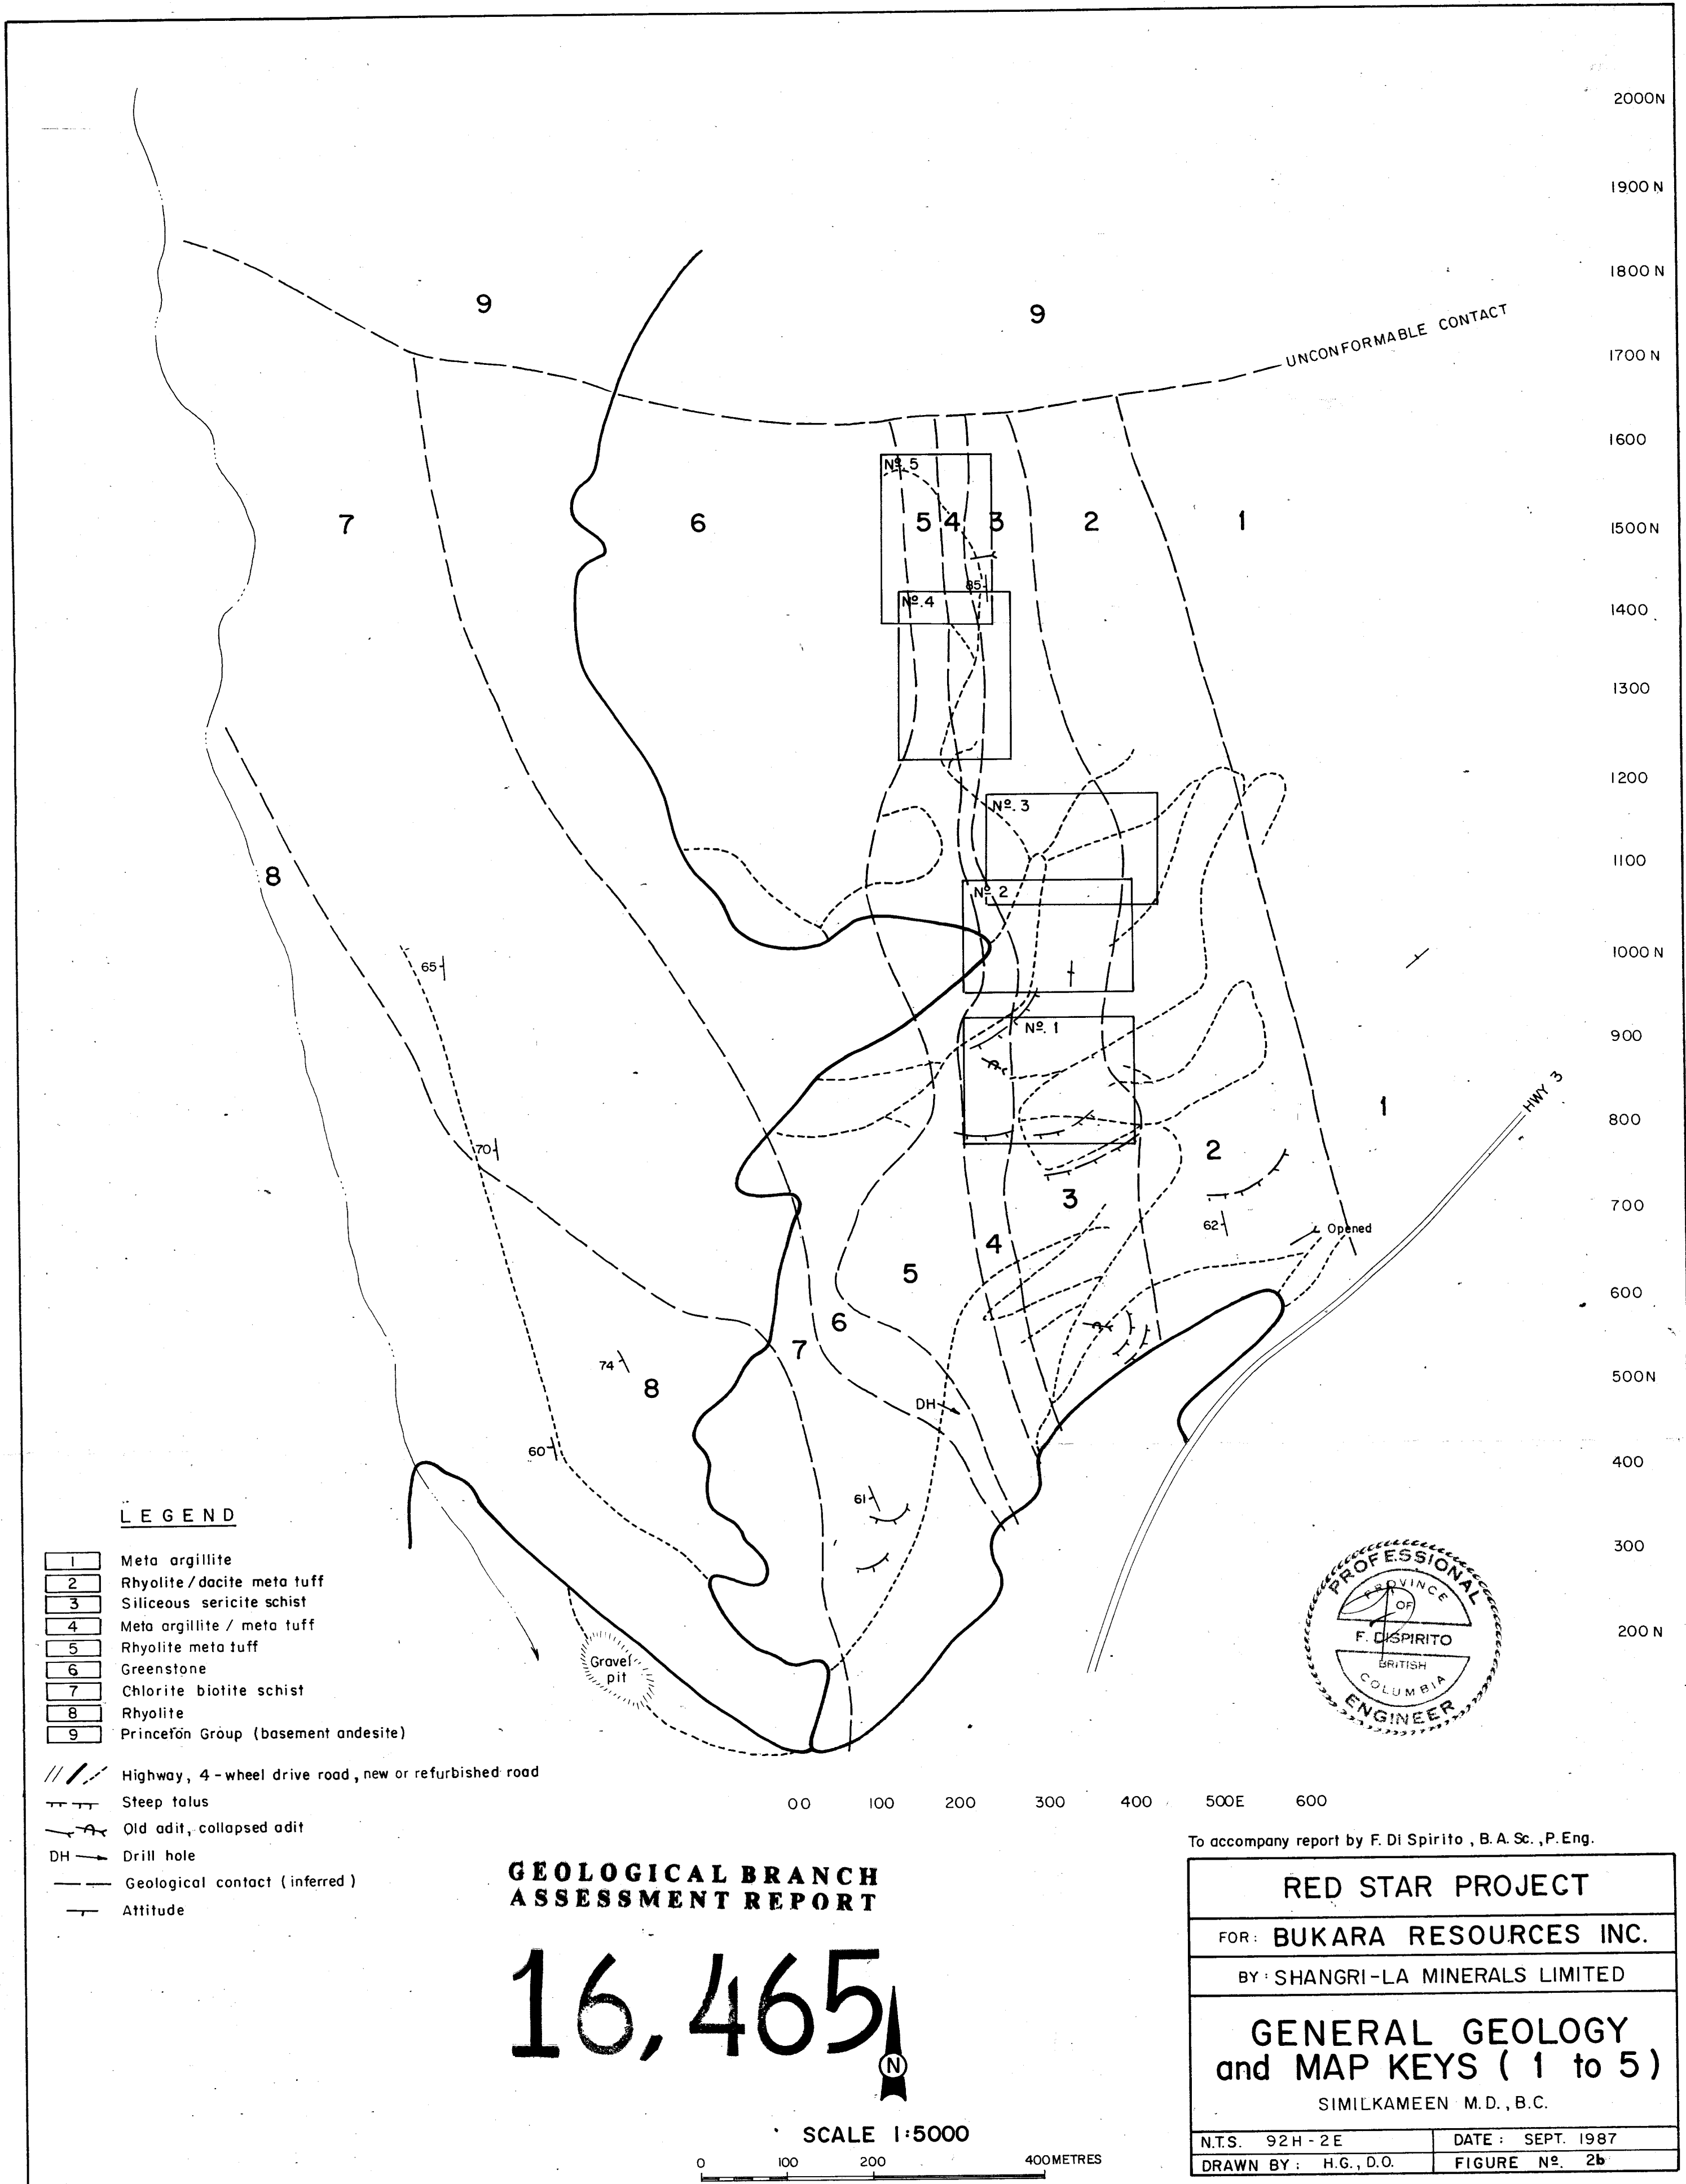 2000N
1900 N
1800 N
9
9
UNCONFORMABLE CONTACT
1700 N
1600
Nº. 5
7
6
5 4 3
2
1
1500N
85
Nº. 4
1400
1300
1200
Nº. 3
1100
8
Nº. 2
65
1000 N
Nº. 1
900
HWY 3
1
800
70
2
3
700
62
Opened
4
5
600
6
7
74
8
500N
DH
60
400
61
LEGEND
300
1 Meta argillite
2 Rhyolite / dacite meta tuff
3 Siliceous sericite schist
4 Meta argillite / meta tuff
5 Rhyolite meta tuff
6 Greenstone
7 Chlorite biotite schist
8 Rhyolite
9 Princeton Group (basement andesite)
Gravel
pit
PROFESSIONAL
PROVINCE
OF
F. DISPIRITO
BRITISH
COLUMBIA
ENGINEER
200 N
Highway, 4-wheel drive road, new or refurbished road
Steep talus
Old adit, collapsed adit
DH Drill hole
Geological contact (inferred)
Attitude
00 100 200 300 400 500E 600
To accompany report by F. Di Spirito, B.A.Sc., P.Eng.
GEOLOGICAL BRANCH
ASSESSMENT REPORT
16,465
N
SCALE 1:5000
0 100 200 400 METRES
RED STAR PROJECT
FOR: BUKARA RESOURCES INC.
BY: SHANGRI-LA MINERALS LIMITED
GENERAL GEOLOGY
and MAP KEYS ( 1 to 5 )
SIMILKAMEEN M.D., B.C.
N.T.S. 92H-2E
DATE: SEPT. 1987
DRAWN BY: H.G., D.O.
FIGURE Nº. 2b